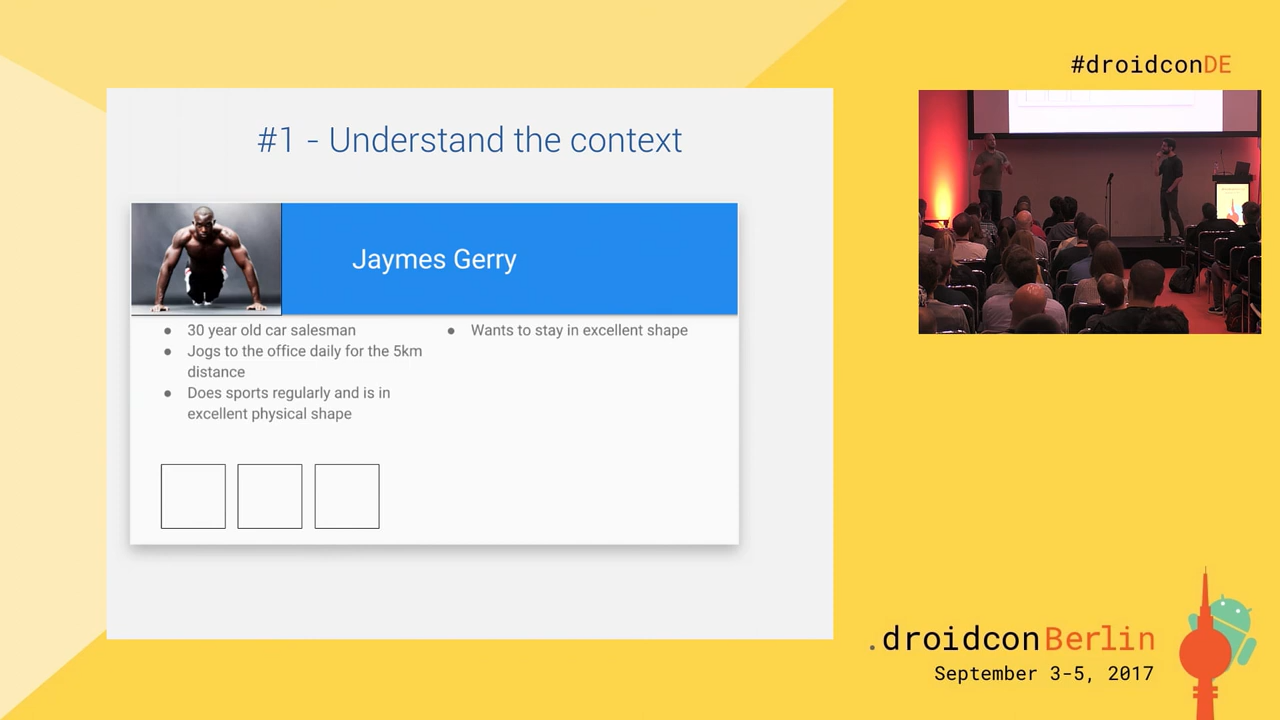 #droidconDE
#1 - Understand the context
Jaymes Gerry
● 30 year old car salesman
● Jogs to the office daily for the 5km
distance
● Does sports regularly and is in
excellent physical shape
● Wants to stay in excellent shape
.droidconBerlin
September 3-5, 2017